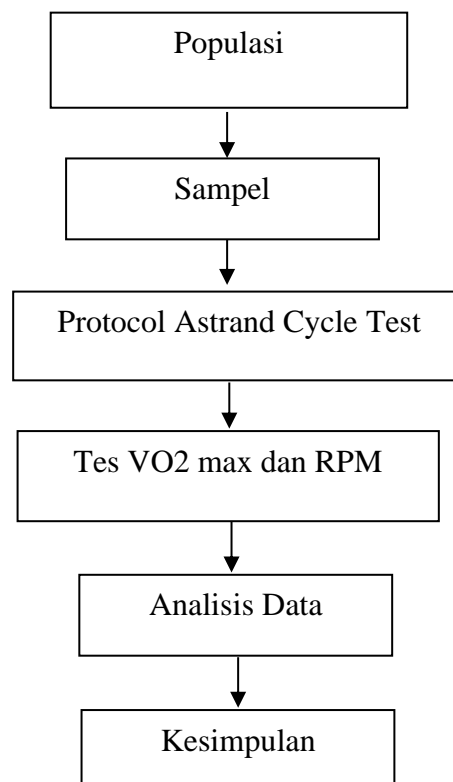 Populasi
Sampel
Protocol Astrand Cycle Test
Tes VO2 max dan RPM
Analisis Data
Kesimpulan